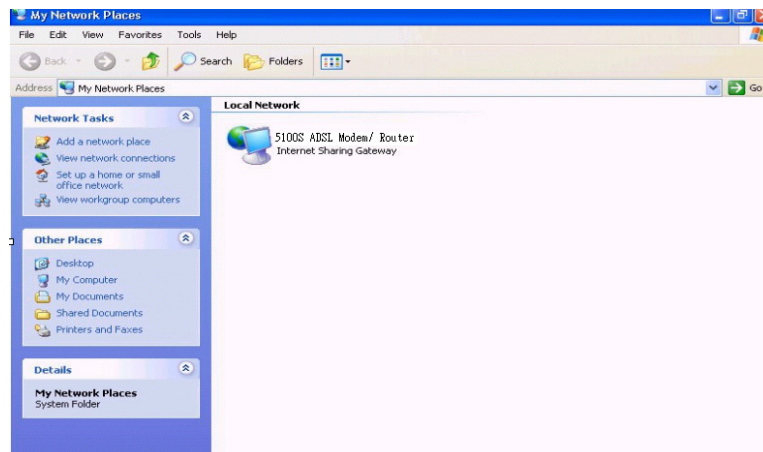 My Network Places
File Edit View Favorites Tools Help
Back Search Folders
Address My Network Places Go
Network Tasks
Add a network place
View network connections
Set up a home or small
office network
View workgroup computers
Other Places
Desktop
My Computer
My Documents
Shared Documents
Printers and Faxes
Details
My Network Places
System Folder
Local Network
5100S ADSL Modem/ Router
Internet Sharing Gateway